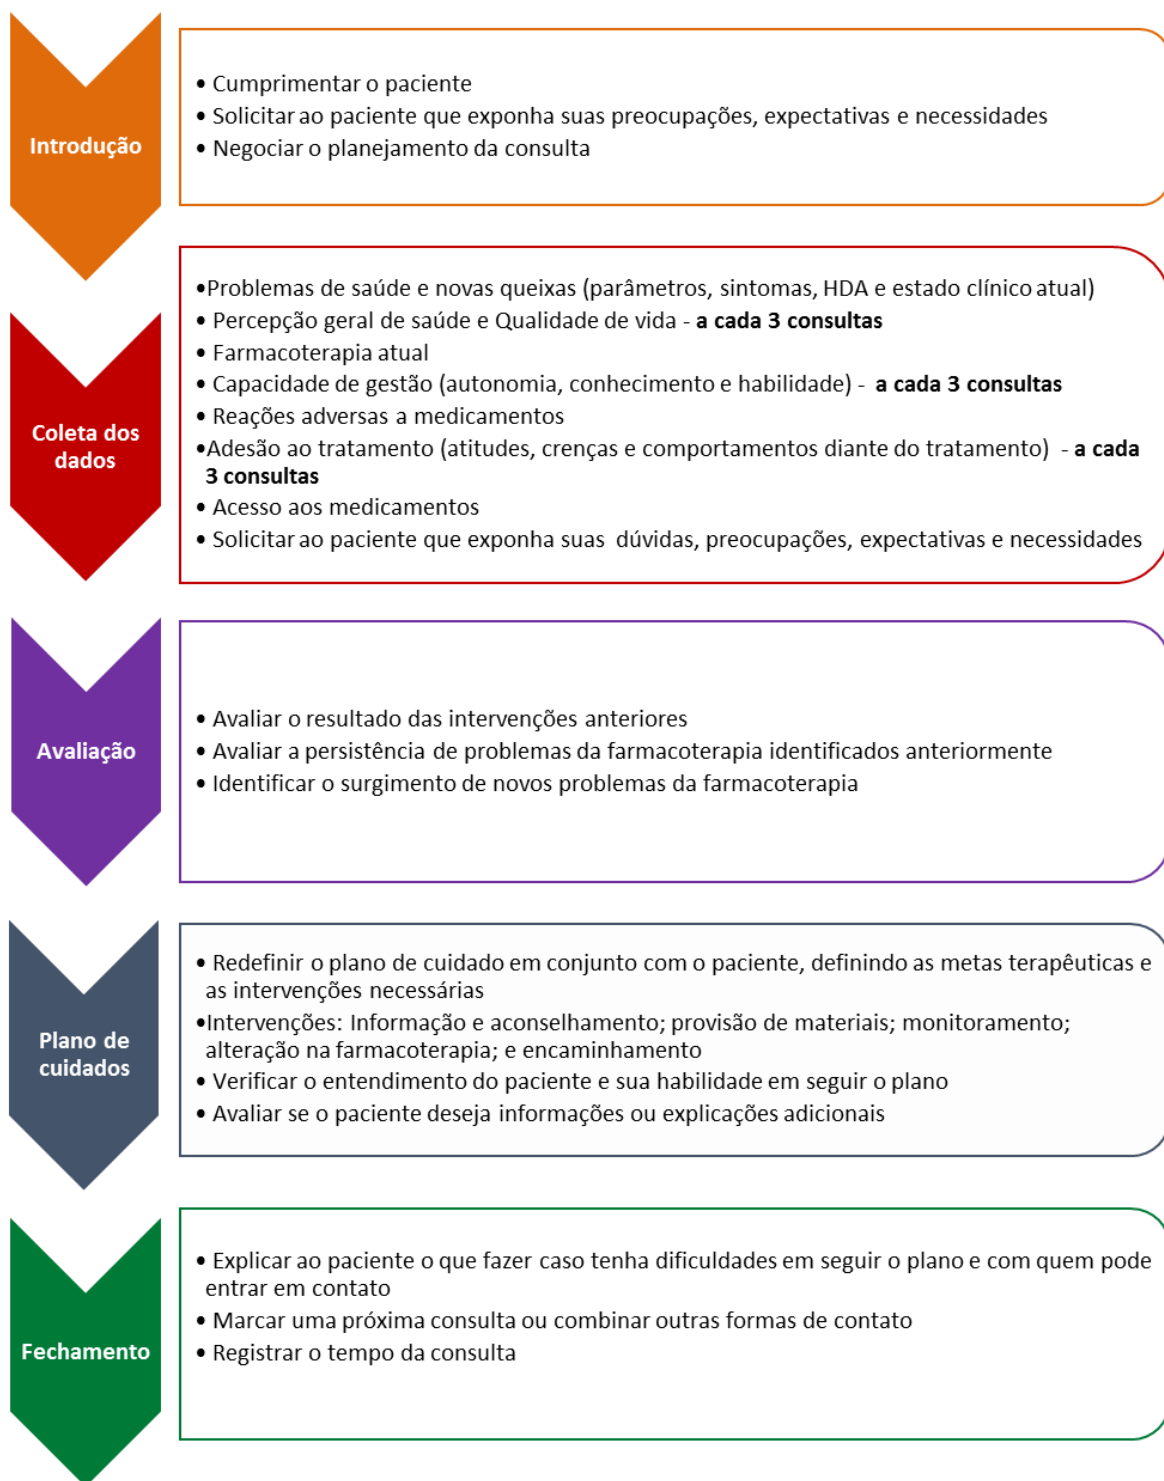 Introdução
• Cumprimentar o paciente
• Solicitar ao paciente que exponha suas preocupações, expectativas e necessidades
• Negociar o planejamento da consulta
Coleta dos
dados
•Problemas de saúde e novas queixas (parâmetros, sintomas, HDA e estado clínico atual)
• Percepção geral de saúde e Qualidade de vida - a cada 3 consultas
• Farmacoterapia atual
• Capacidade de gestão (autonomia, conhecimento e habilidade) - a cada 3 consultas
• Reações adversas a medicamentos
•Adesão ao tratamento (atitudes, crenças e comportamentos diante do tratamento) - a cada
3 consultas
• Acesso aos medicamentos
• Solicitar ao paciente que exponha suas dúvidas, preocupações, expectativas e necessidades
Avaliação
• Avaliar o resultado das intervenções anteriores
• Avaliar a persistência de problemas da farmacoterapia identificados anteriormente
• Identificar o surgimento de novos problemas da farmacoterapia
Plano de
cuidados
• Redefinir o plano de cuidado em conjunto com o paciente, definindo as metas terapêuticas e
as intervenções necessárias
•Intervenções: Informação e aconselhamento; provisão de materiais; monitoramento;
alteração na farmacoterapia; e encaminhamento
• Verificar o entendimento do paciente e sua habilidade em seguir o plano
• Avaliar se o paciente deseja informações ou explicações adicionais
Fechamento
• Explicar ao paciente o que fazer caso tenha dificuldades em seguir o plano e com quem pode
entrar em contato
• Marcar uma próxima consulta ou combinar outras formas de contato
• Registrar o tempo da consulta